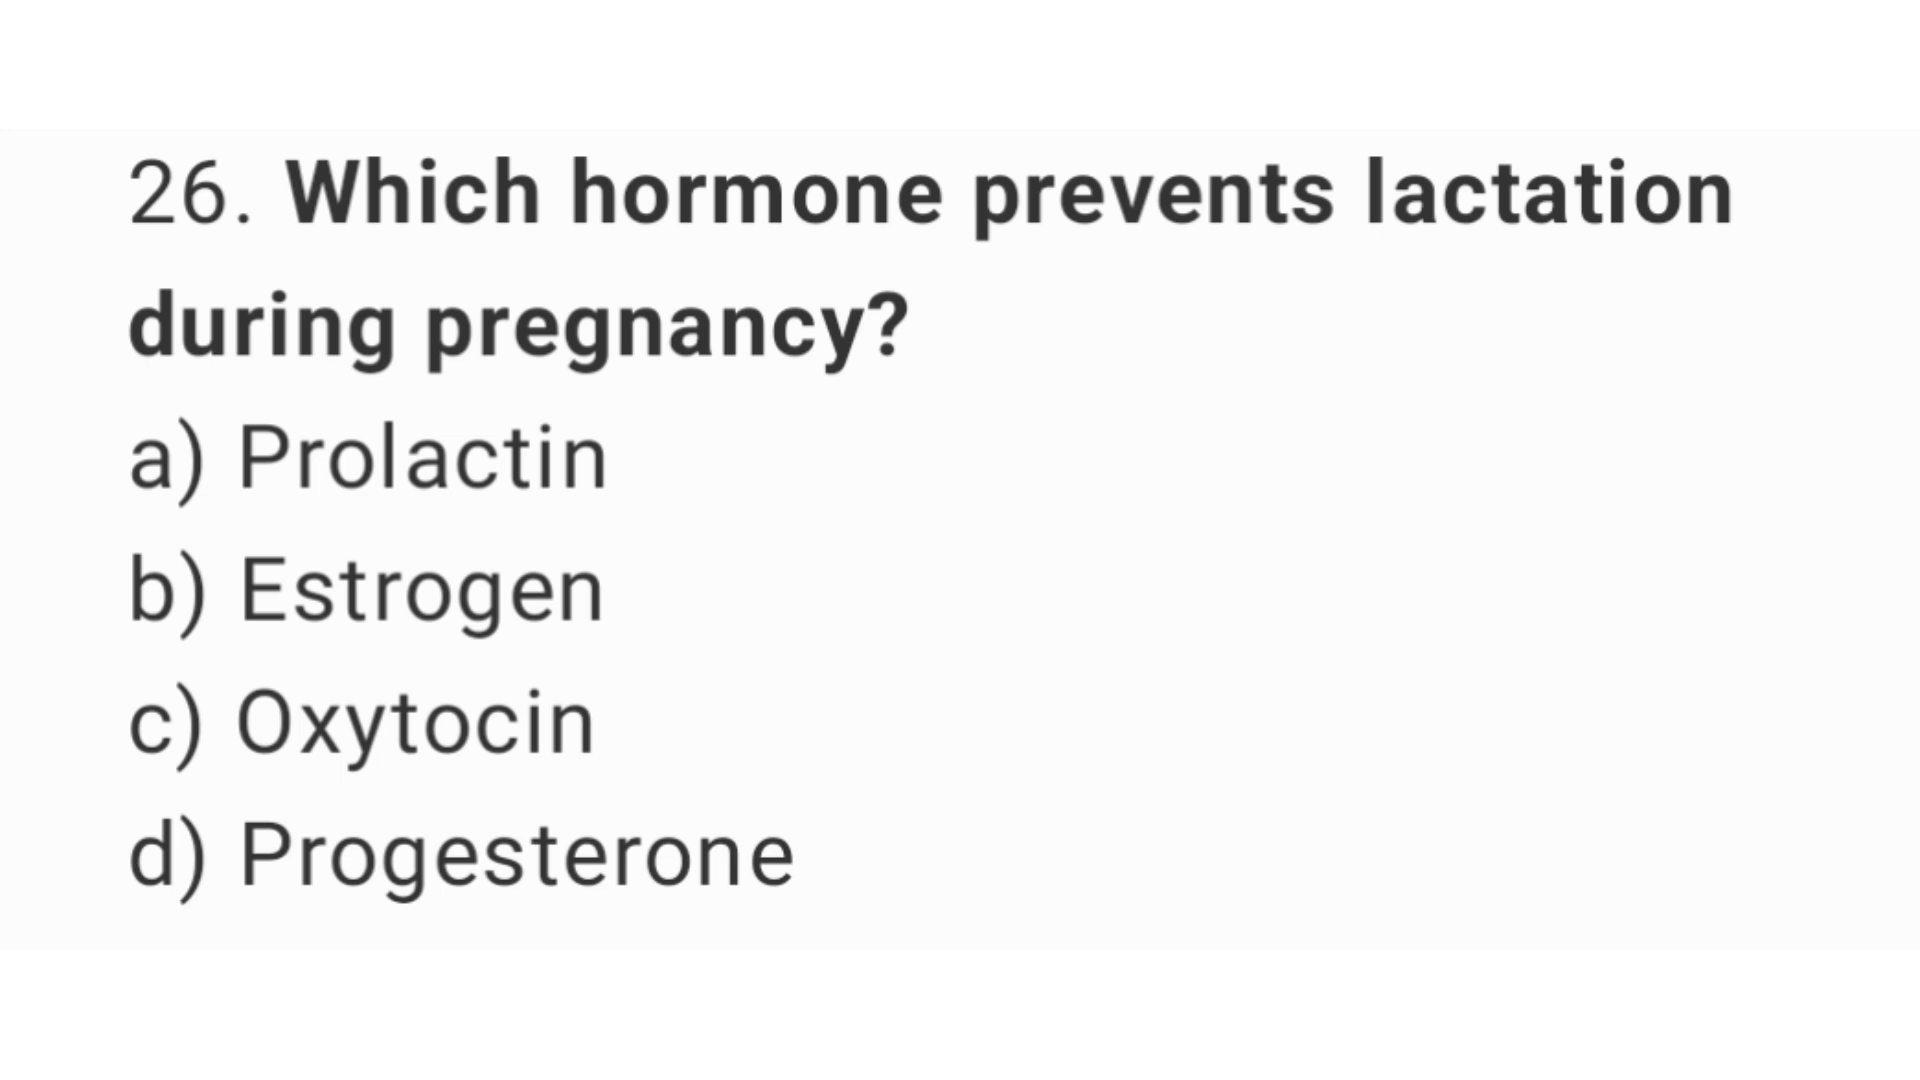 26. Which hormone prevents lactation
during pregnancy?
a) Prolactin
b) Estrogen
c) Oxytocin
d) Progesterone